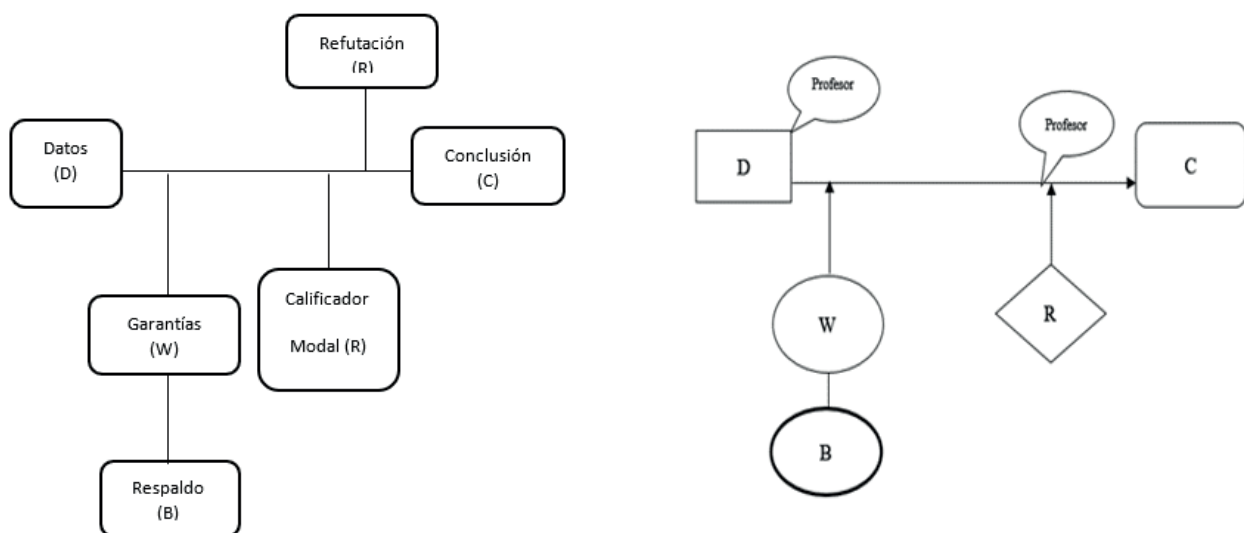 Refutación
(R)
Datos
(D)
Conclusión
(C)
Garantías
(W)
Calificador
Modal (R)
Respaldo
(B)
Profesor
Profesor
D
C
W
R
B